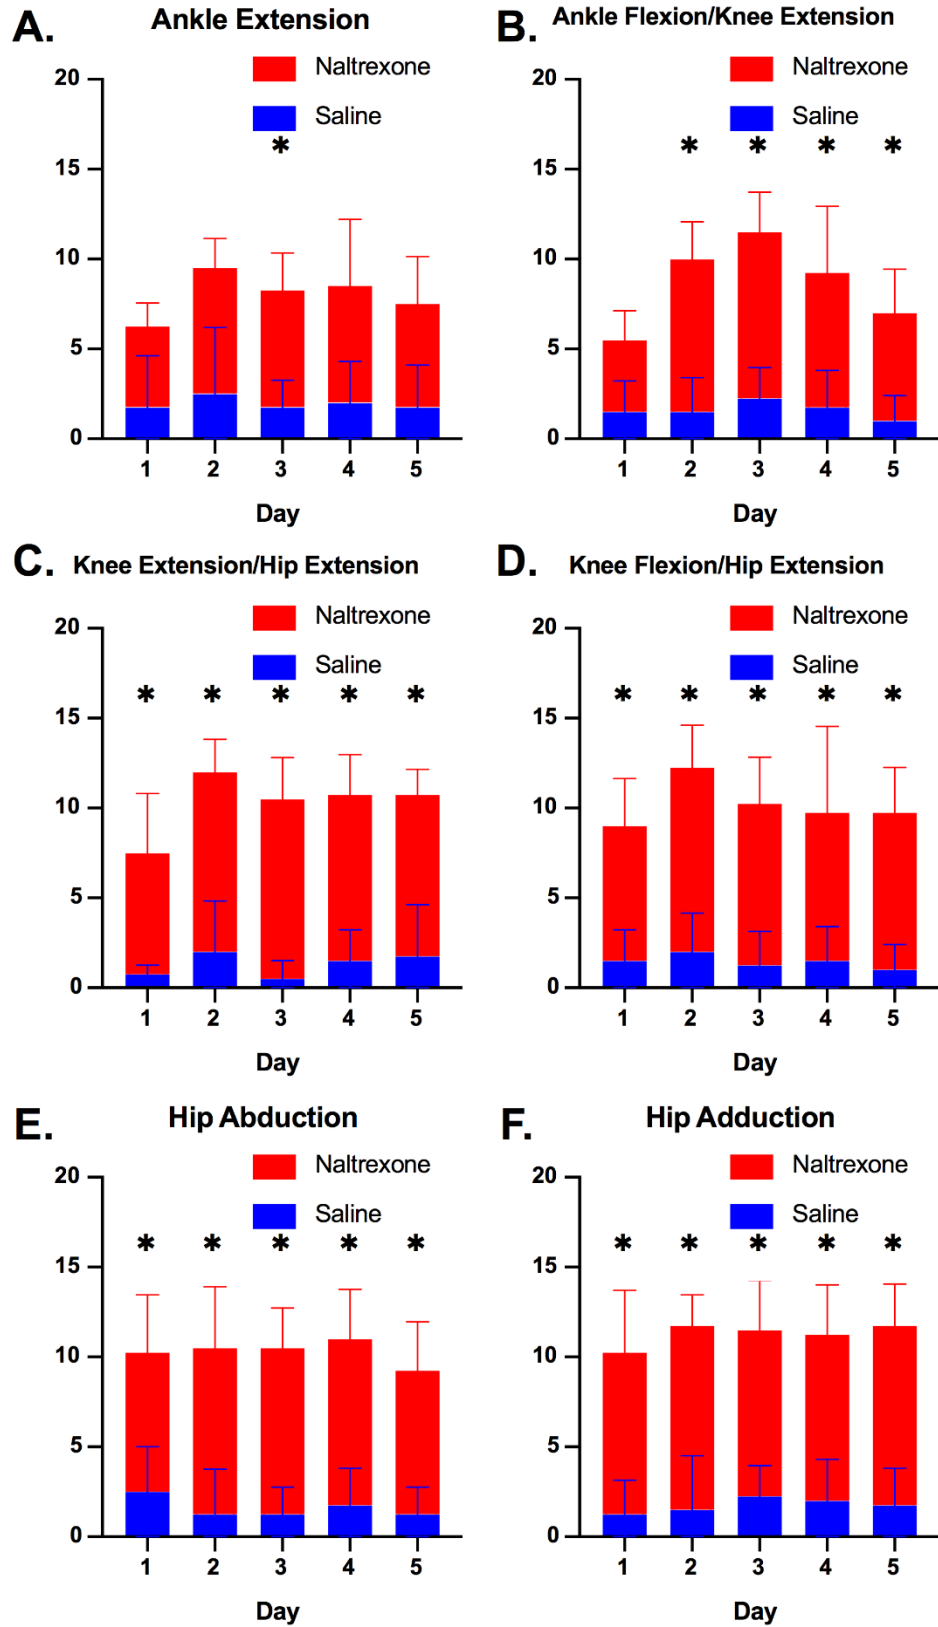 A. Ankle Extension
Naltrexone
Saline
*
20
15
10
5
0
1 2 3 4 5
Day
B. Ankle Flexion/Knee Extension
Naltrexone
Saline
* * * *
20
15
10
5
0
1 2 3 4 5
Day
C. Knee Extension/Hip Extension
Naltrexone
Saline
* * * * *
20
15
10
5
0
1 2 3 4 5
Day
D. Knee Flexion/Hip Extension
Naltrexone
Saline
* * * * *
20
15
10
5
0
1 2 3 4 5
Day
E. Hip Abduction
Naltrexone
Saline
* * * * *
20
15
10
5
0
1 2 3 4 5
Day
F. Hip Adduction
Naltrexone
Saline
* * * * *
20
15
10
5
0
1 2 3 4 5
Day